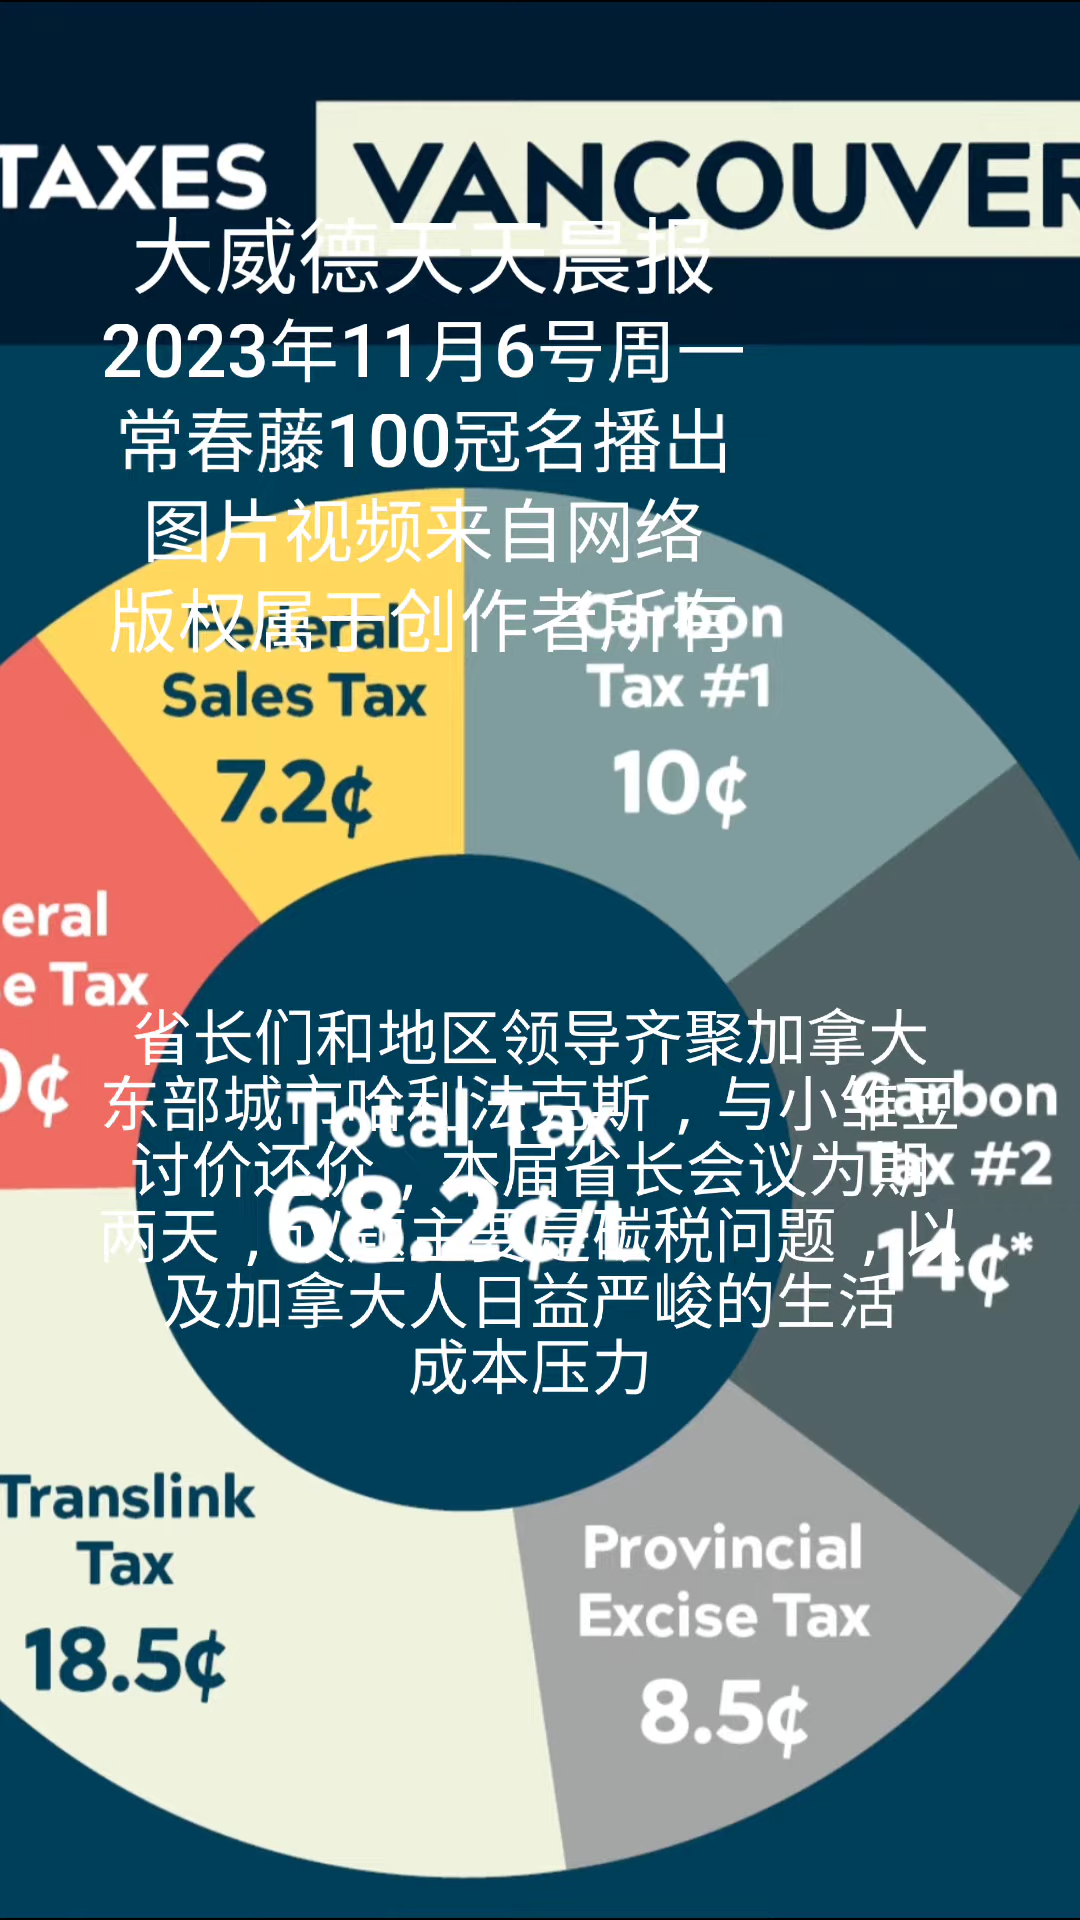 TAXES
VANCOUVER
大威德天天晨报
2023年11月6号周一
常春藤100冠名播出
图片视频来自网络
版权属于创作者所有
Federal
Sales Tax
7.2¢
Carbon
Tax #1
10¢
eral
e Tax
0¢
省长们和地区领导齐聚加拿大
东部城市哈利法克斯，与小雏豆
讨价还价，本届省长会议为期
两天，议题主要是碳税问题，以
及加拿大人日益严峻的生活
成本压力
Total Tax
68.2¢/L
Carbon
Tax #2
14¢*
Translink
Tax
18.5¢
Provincial
Excise Tax
8.5¢